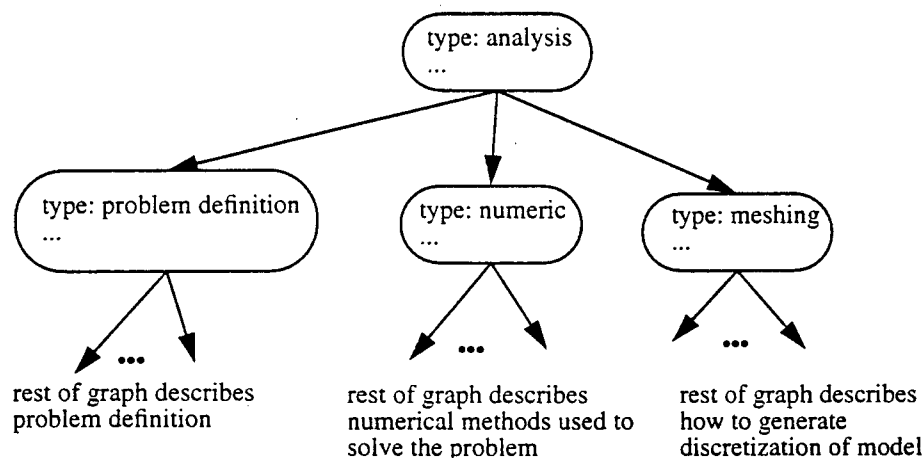 type: analysis
...
type: problem definition
...
type: numeric
...
type: meshing
...
...
...
...
rest of graph describes
problem definition
rest of graph describes
numerical methods used to
solve the problem
rest of graph describes
how to generate
discretization of model